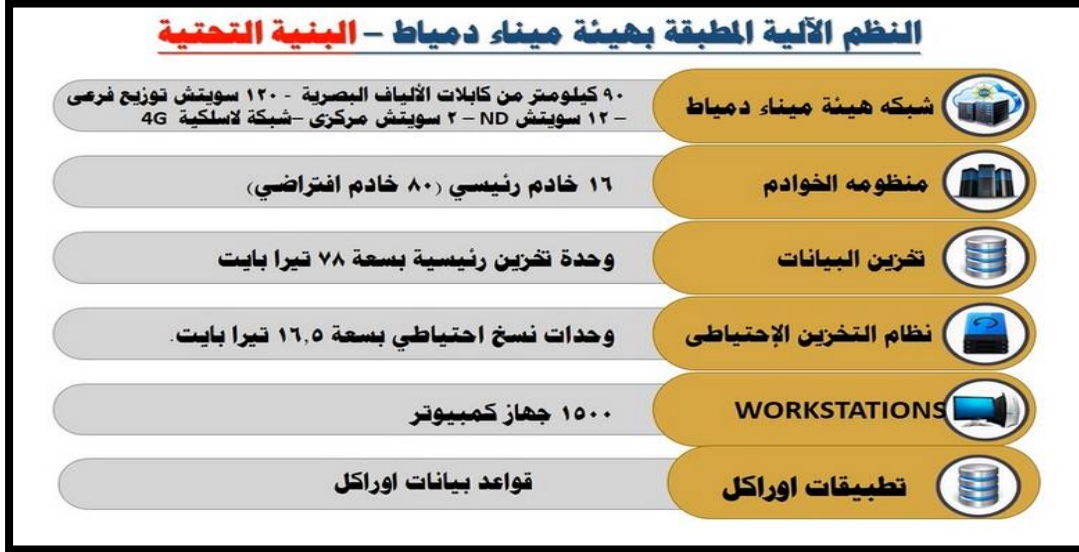 النظم الآلية المطبقة بهيئة ميناء دمياط – البنية التحتية
شبكه هيئة ميناء دمياط
٩٠ كيلومتر من كابلات الألياف البصرية - ١٢٠ سويتش توزيع فرعى
– ١٢ سويتش ND – ٢ سويتش مركزى – شبكة لاسلكية 4G
منظومه الخوادم
١٦ خادم رئيسي (٨٠ خادم افتراضي)
تخزين البيانات
وحدة تخزين رئيسية بسعة ٧٨ تيرا بايت
نظام التخزين الإحتياطى
وحدات نسخ احتياطي بسعة ١٦,٥ تيرا بايت.
WORKSTATIONS
١٥٠٠ جهاز كمبيوتر
تطبيقات اوراكل
قواعد بيانات اوراكل